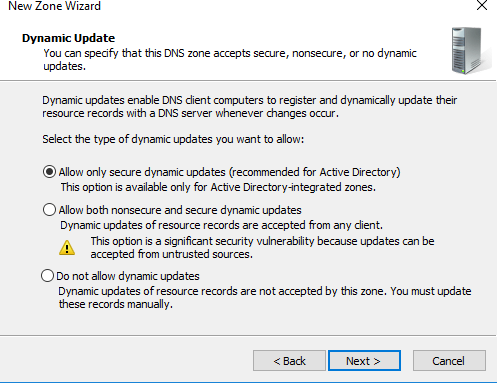 New Zone Wizard
Dynamic Update
You can specify that this DNS zone accepts secure, nonsecure, or no dynamic
updates.
Dynamic updates enable DNS client computers to register and dynamically update their
resource records with a DNS server whenever changes occur.
Select the type of dynamic updates you want to allow:
Allow only secure dynamic updates (recommended for Active Directory)
This option is available only for Active Directory-integrated zones.
Allow both nonsecure and secure dynamic updates
Dynamic updates of resource records are accepted from any client.
This option is a significant security vulnerability because updates can be
accepted from untrusted sources.
Do not allow dynamic updates
Dynamic updates of resource records are not accepted by this zone. You must update
these records manually.
< Back Next > Cancel